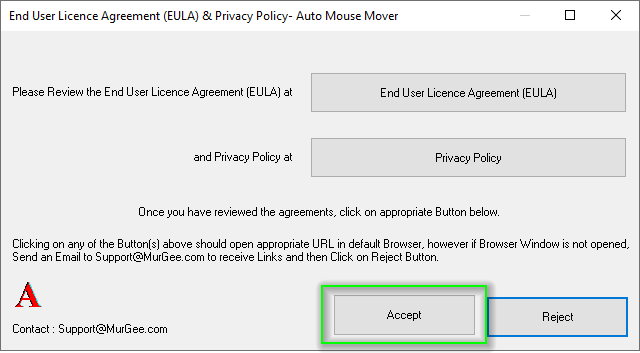 End User Licence Agreement (EULA) & Privacy Policy- Auto Mouse Mover
Please Review the End User Licence Agreement (EULA) at
End User Licence Agreement (EULA)
and Privacy Policy at
Privacy Policy
Once you have reviewed the agreements, click on appropriate Button below.
Clicking on any of the Button(s) above should open appropriate URL in default Browser, however if Browser Window is not opened,
Send an Email to Support@MurGee.com to receive Links and then Click on Reject Button.
A
Accept
Reject
Contact : Support@MurGee.com